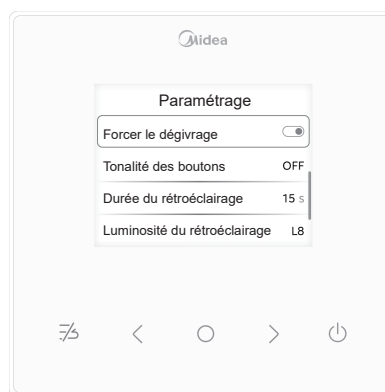 Midea
Paramétrage
Forcer le dégivrage
Tonalité des boutons OFF
Durée du rétroéclairage 15 s
Luminosité du rétroéclairage L8